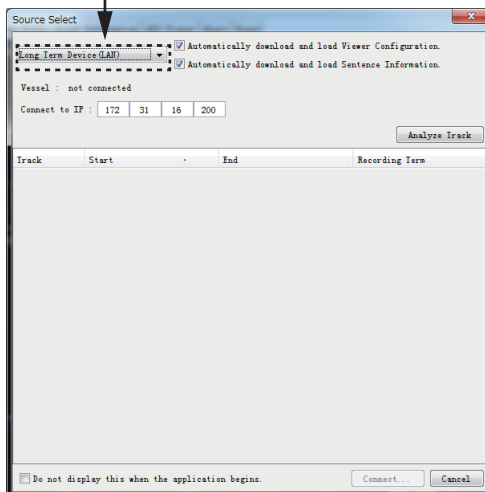 Source Select
Long Term Device(LAN)
Automatically download and load Viewer Configuration.
Automatically download and load Sentence Information.
Vessel : not connected
Connect to IP : 172 31 16 200
Analyze Track
Track Start End Recording Term
Do not display this when the application begins.
Connect... Cancel